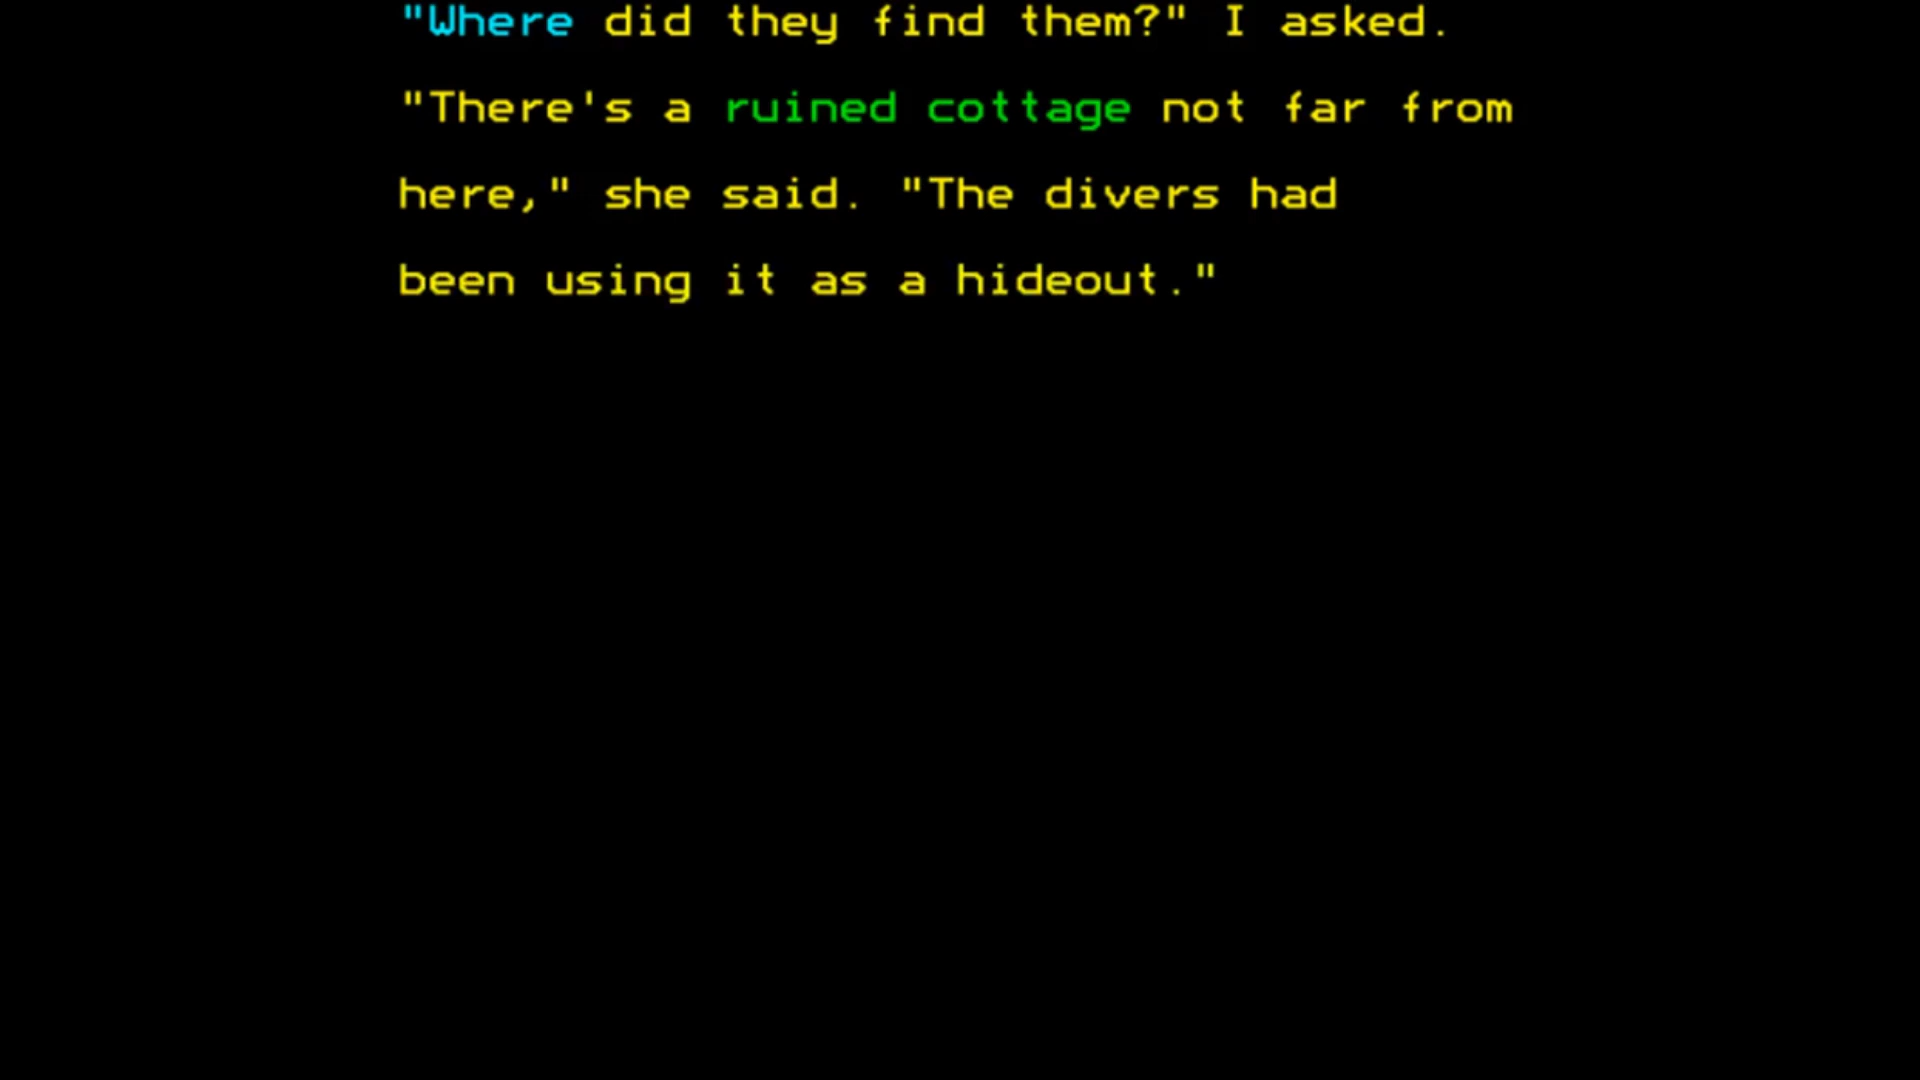 "Where did they find them?" I asked.
"There's a ruined cottage not far from
here," she said. "The divers had
been using it as a hideout."